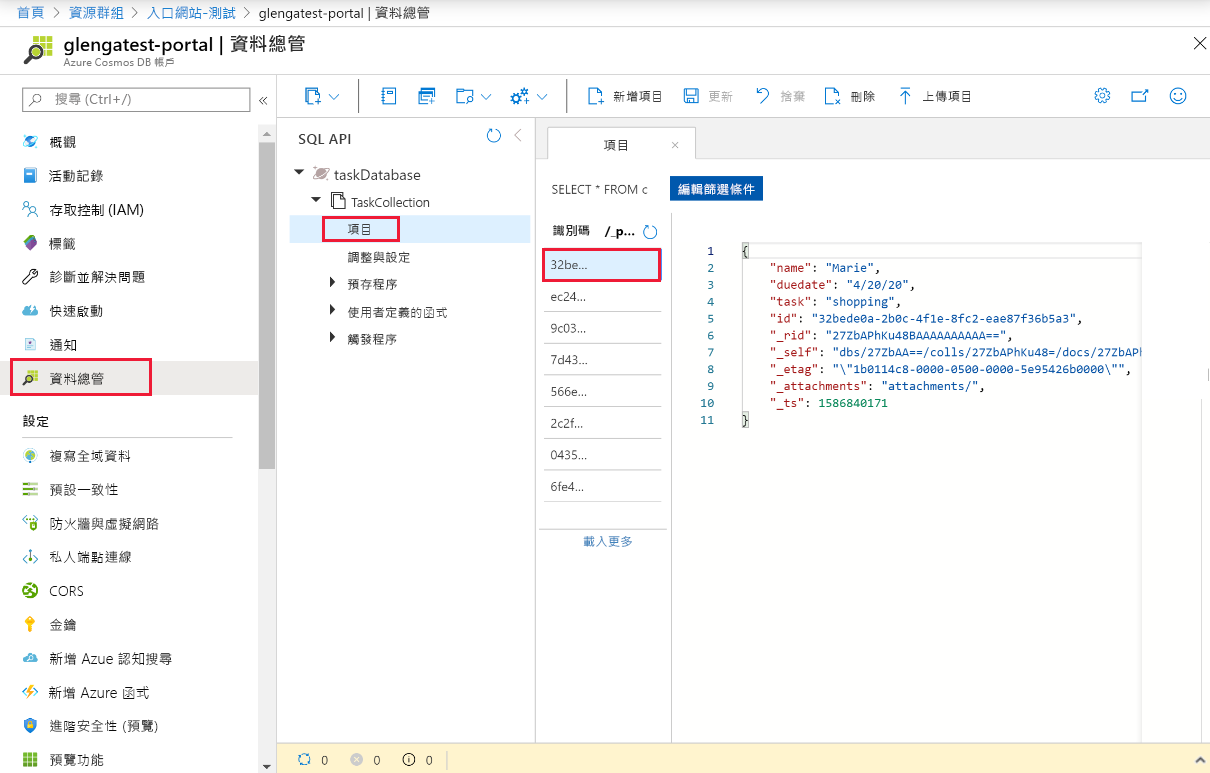 首頁 > 資源群組 > 入口網站-測試 > glengatest-portal | 資料總管
glengatest-portal | 資料總管
Azure Cosmos DB 帳戶
搜尋 (Ctrl+/)
概觀
活動記錄
存取控制 (IAM)
標籤
診斷並解決問題
快速啟動
通知
資料總管
設定
複寫全域資料
預設一致性
防火牆與虛擬網路
私人端點連線
CORS
金鑰
新增 Azue 認知搜尋
新增 Azure 函式
進階安全性 (預覽)
預覽功能
新增項目
更新
捨棄
刪除
上傳項目
SQL API
taskDatabase
TaskCollection
項目
調整與設定
預存程序
使用者定義的函式
觸發程序
項目
SELECT * FROM c
編輯篩選條件
識別碼 /_p...
32be...
ec24...
9c03...
7d43...
566e...
2c2f...
0435...
6fe4...
載入更多
1 {
2 "name": "Marie",
3 "duedate": "4/20/20",
4 "task": "shopping",
5 "id": "32bede0a-2b0c-4f1e-8fc2-eae87f36b5a3",
6 "_rid": "27ZbAPhKu48BAAAAAAAAAA==",
7 "_self": "dbs/27ZbAA==/colls/27ZbAPhKu48=/docs/27ZbAPh
8 "_etag": "\"1b0114c8-0000-0500-0000-5e95426b0000\"",
9 "_attachments": "attachments/",
10 "_ts": 1586840171
11 }
0 0 0